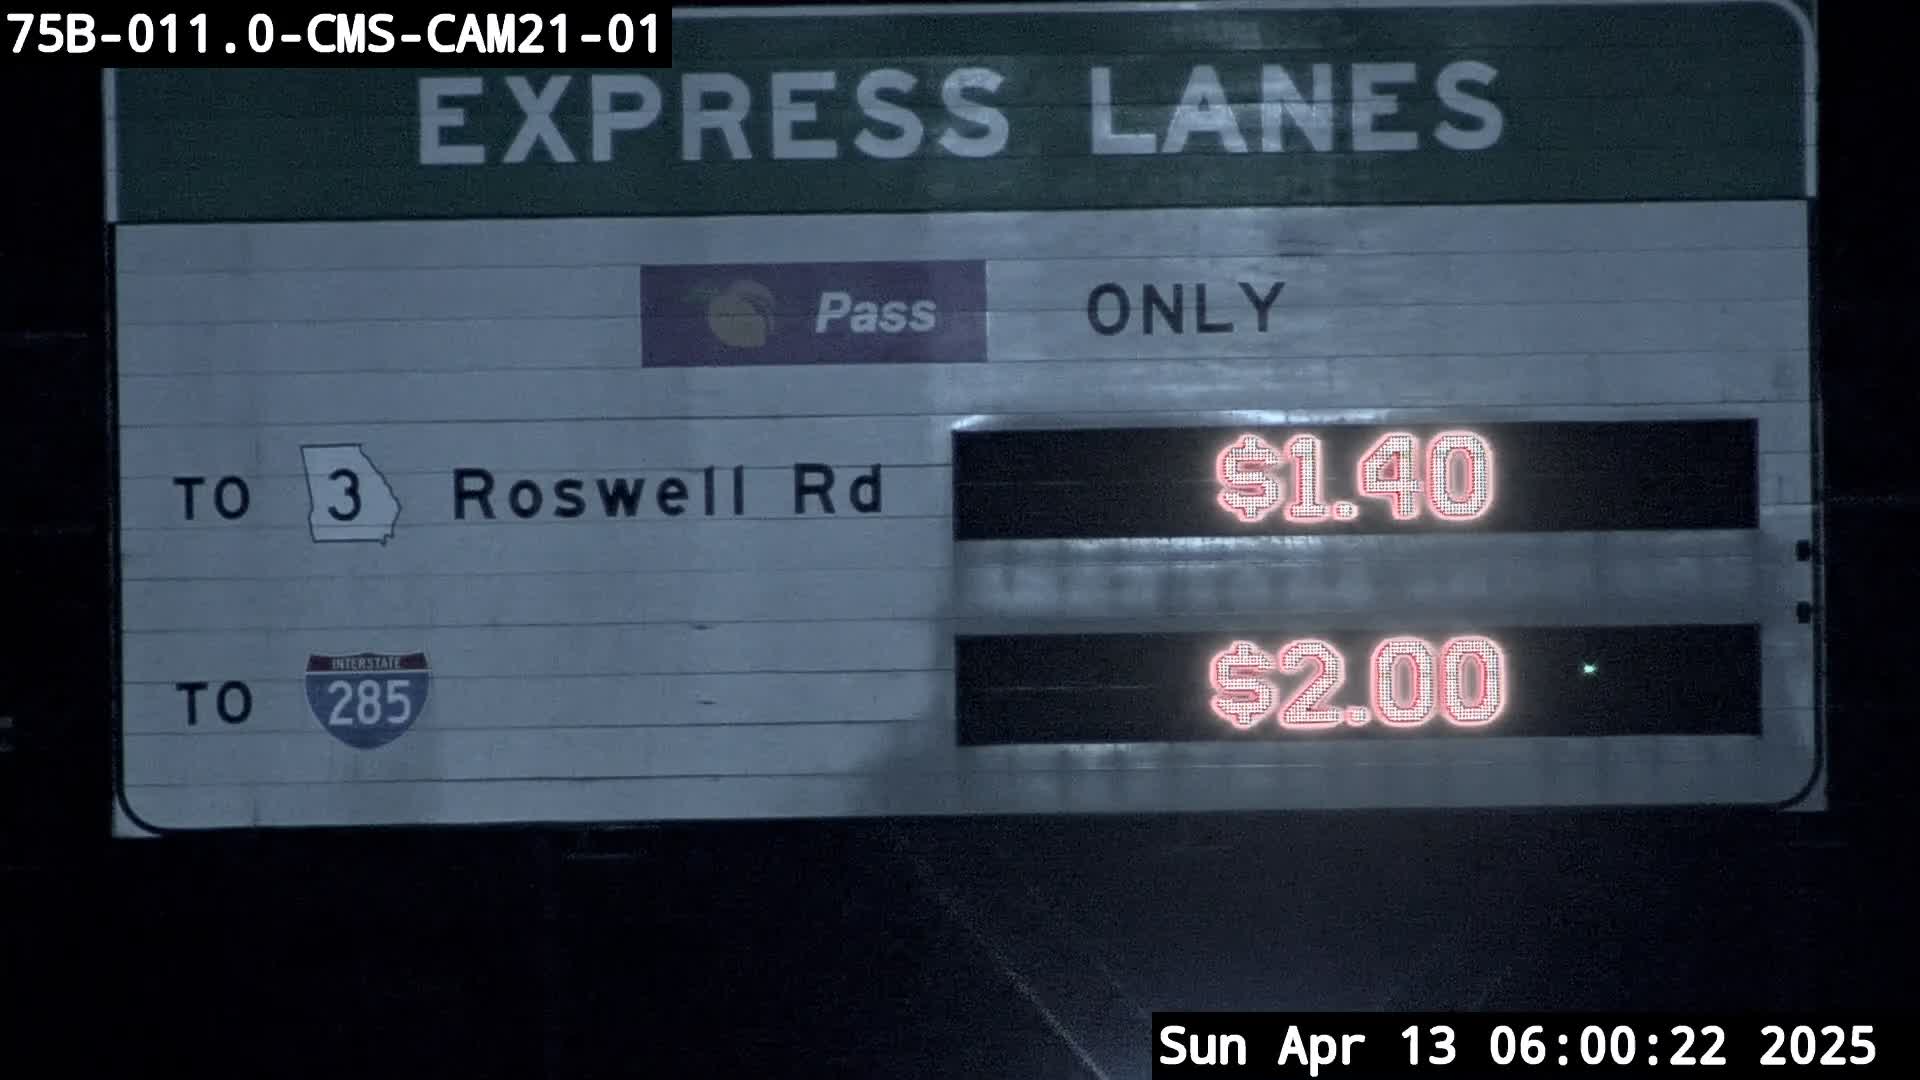 75B-011.0-CMS-CAM21-01
EXPRESS LANES
Pass ONLY
TO 3 Roswell Rd $1.40
TO INTERSTATE 285 $2.00
Sun Apr 13 06:00:22 2025